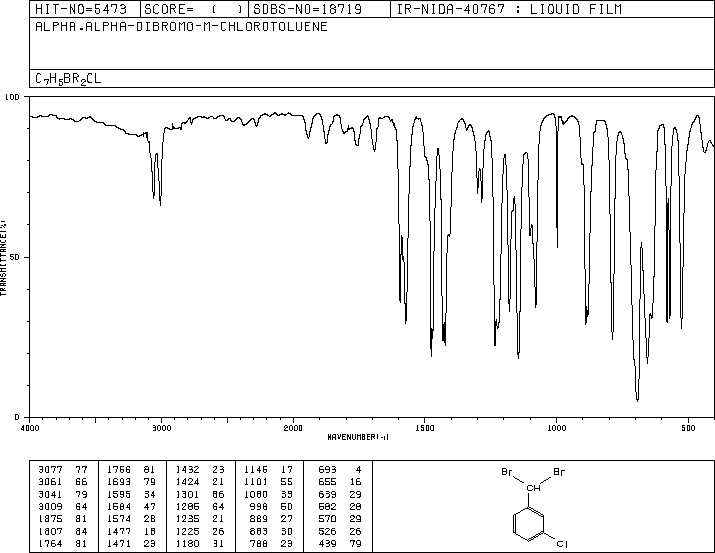 HIT-NO=5473 SCORE= ( ) SDBS-NO=18719 IR-NIDA-40767 : LIQUID FILM
ALPHA,ALPHA-DIBROMO-M-CHLOROTOLUENE
C7H5BR2CL
100
50
0
TRANSMITTANCE(%)
4000 3000 2000 1500 1000 500
WAVENUMBER(-1)
3077 77 1756 81 1432 23 1146 17 693 4
3061 66 1693 79 1424 21 1101 55 655 16
3041 79 1595 34 1301 86 1080 39 639 29
3009 64 1584 47 1285 64 998 50 582 28
1875 81 1574 28 1235 21 889 27 570 29
1807 84 1477 18 1225 26 883 30 526 26
1764 81 1471 23 1180 31 788 23 439 79
Br Br
CH
Cl